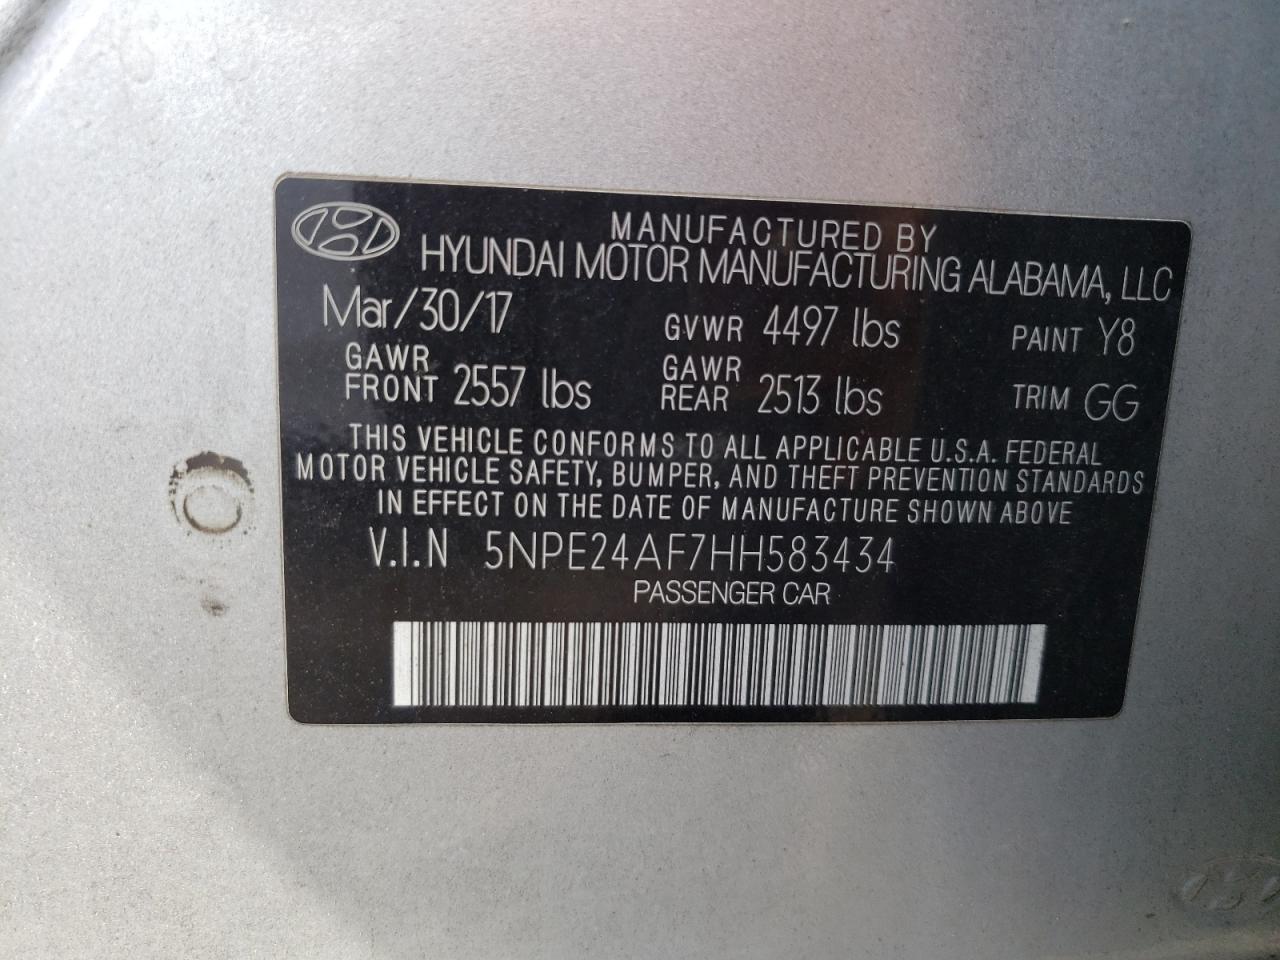 MANUFACTURED BY
HYUNDAI MOTOR MANUFACTURING ALABAMA, LLC
Mar/30/17 GVWR 4497 lbs PAINT Y8
GAWR FRONT 2557 lbs GAWR REAR 2513 lbs TRIM GG
THIS VEHICLE CONFORMS TO ALL APPLICABLE U.S.A. FEDERAL
MOTOR VEHICLE SAFETY, BUMPER, AND THEFT PREVENTION STANDARDS
IN EFFECT ON THE DATE OF MANUFACTURE SHOWN ABOVE
V.I.N 5NPE24AF7HH583434
PASSENGER CAR